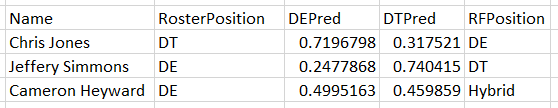 Name RosterPosition DEPred DTPred RFPosition
Chris Jones DT 0.7196798 0.317521 DE
Jeffery Simmons DE 0.2477868 0.740415 DT
Cameron Heyward DE 0.4995163 0.459859 Hybrid